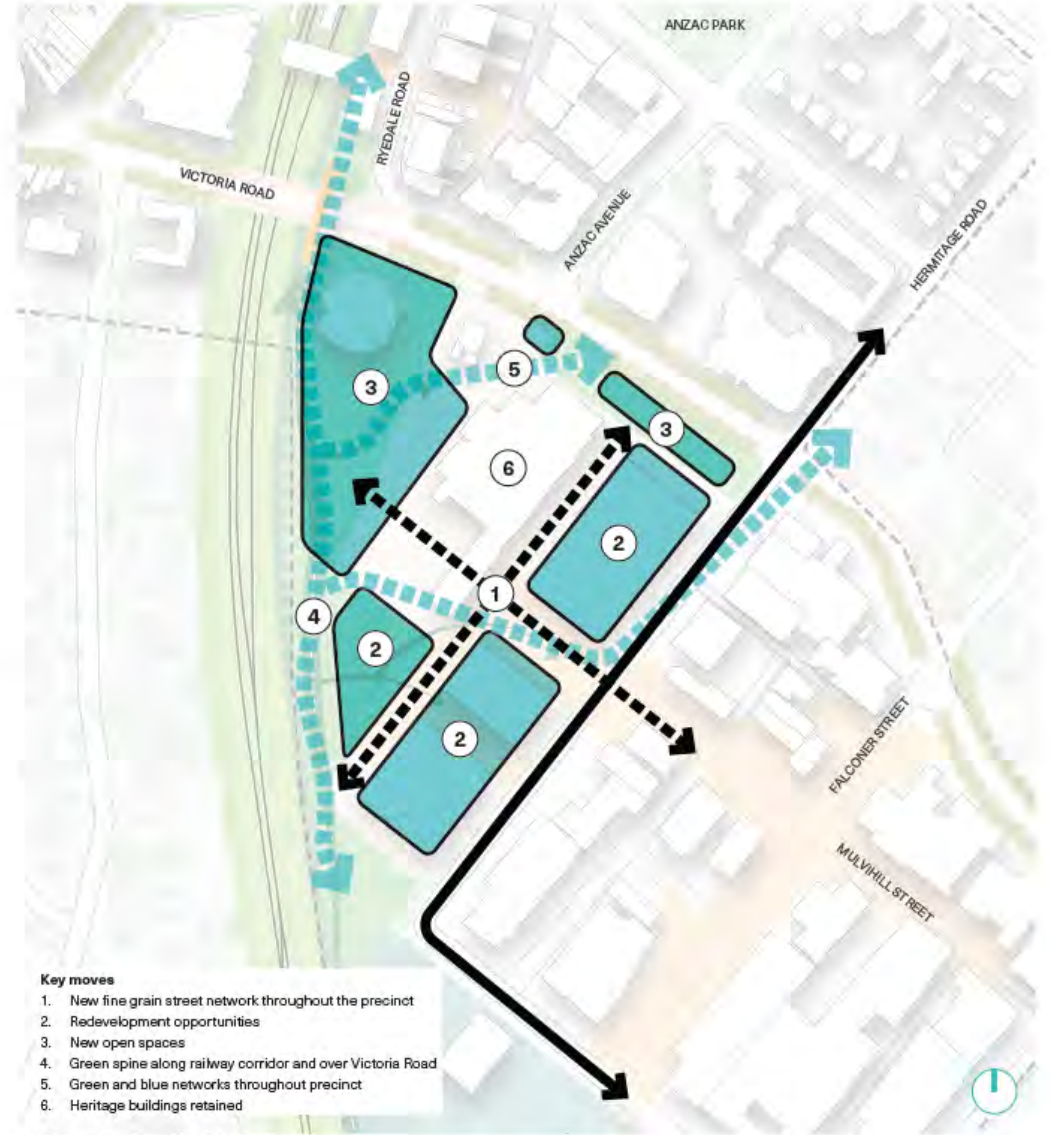 ANZAC PARK
RYEDALE ROAD
VICTORIA ROAD
ANZAC AVENUE
HERMITAGE ROAD
5
3
3
6
2
1
4
2
2
FALCONER STREET
MULVIHILL STREET
Key moves
1. New fine grain street network throughout the precinct
2. Redevelopment opportunities
3. New open spaces
4. Green spine along railway corridor and over Victoria Road
5. Green and blue networks throughout precinct
6. Heritage buildings retained